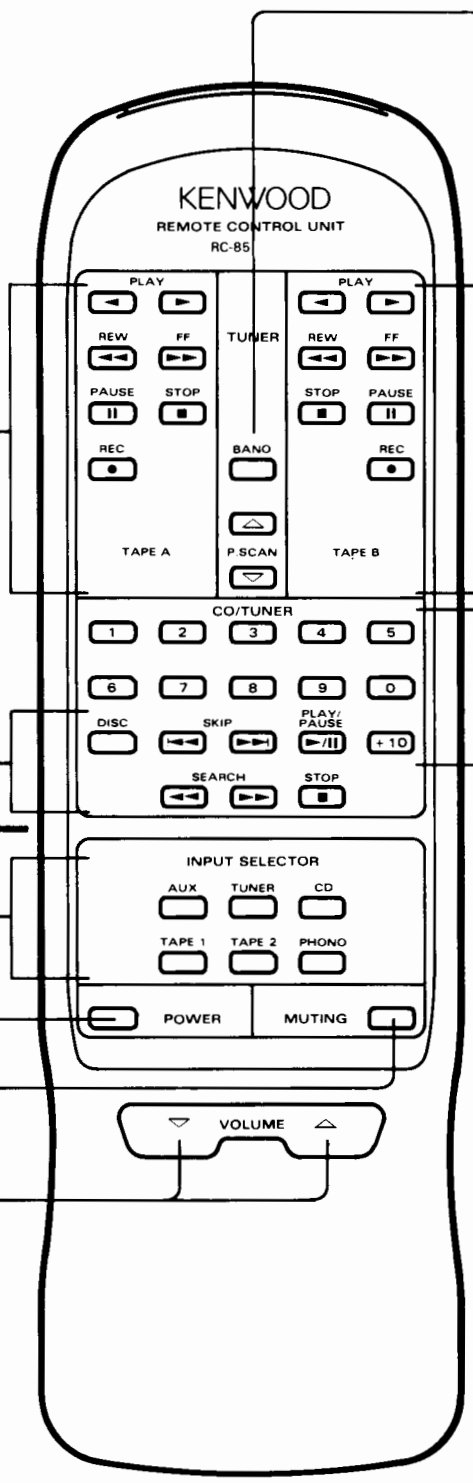 KENWOOD
REMOTE CONTROL UNIT
RC-85
PLAY
REW FF
PAUSE STOP
REC
TAPE A
TUNER
BAND
P.SCAN
PLAY
REW FF
STOP PAUSE
REC
TAPE B
CD/TUNER
1 2 3 4 5
6 7 8 9 0
DISC SKIP PLAY/
PAUSE
+10
SEARCH STOP
INPUT SELECTOR
AUX TUNER CD
TAPE 1 TAPE 2 PHONO
POWER MUTING
VOLUME